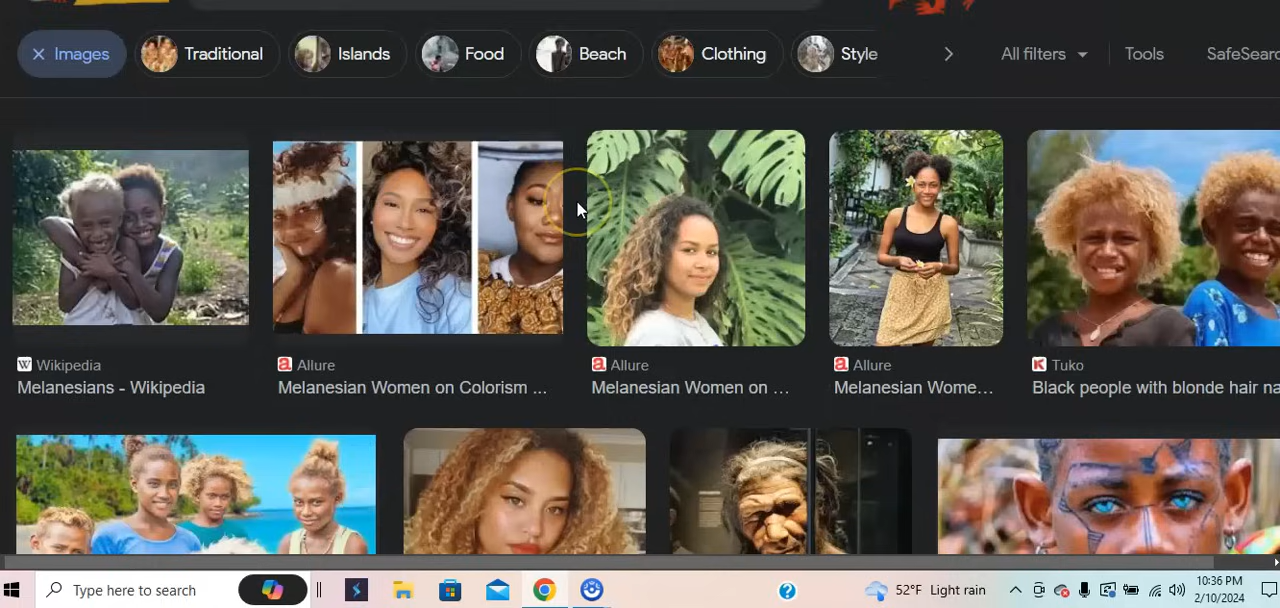 Images
Traditional
Islands
Food
Beach
Clothing
Style
All filters
Tools
SafeSearc
Wikipedia
Melanesians - Wikipedia
Allure
Melanesian Women on Colorism ...
Allure
Melanesian Women on ...
Allure
Melanesian Wome...
Tuko
Black people with blonde hair na
Type here to search
52°F Light rain
10:36 PM
2/10/2024